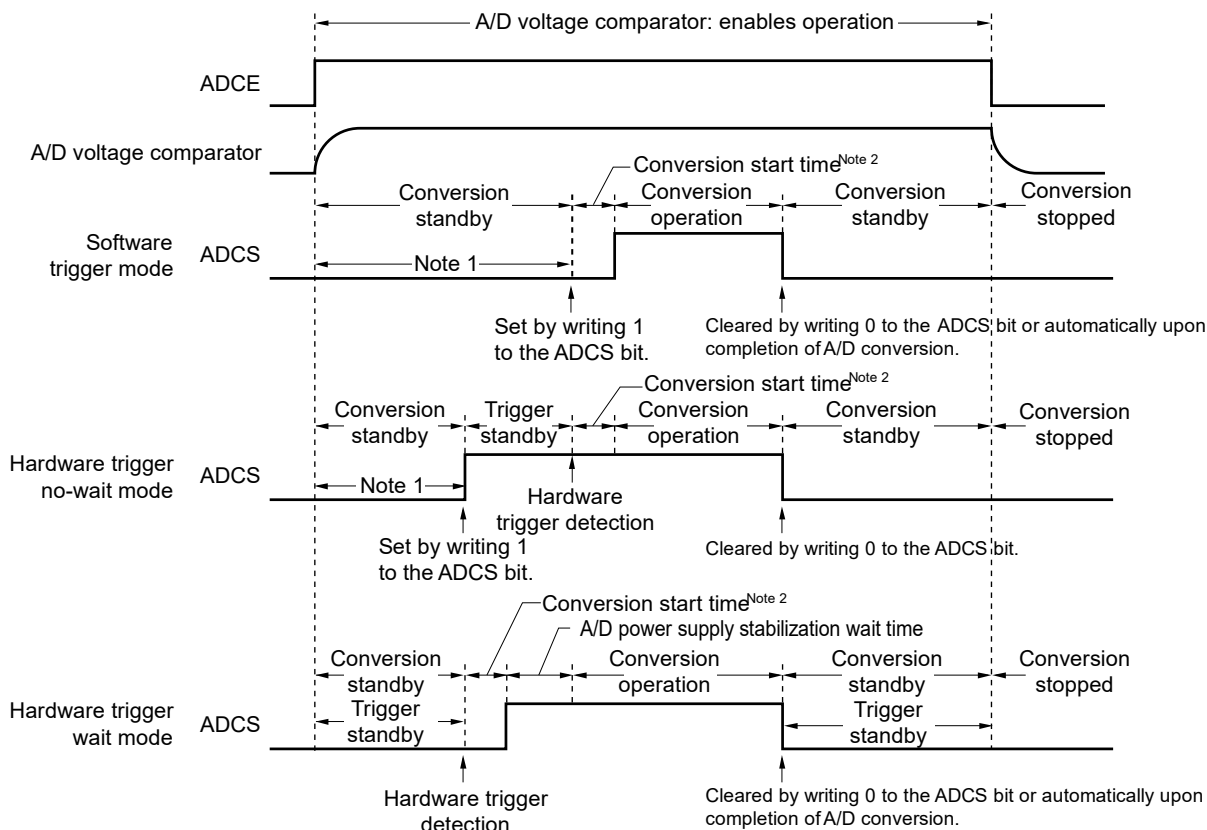 A/D voltage comparator: enables operation
ADCE
A/D voltage comparator
Conversion start time Note 2
Conversion
standby
Conversion
operation
Conversion
standby
Conversion
stopped
Software
trigger mode
ADCS
Note 1
Set by writing 1
to the ADCS bit.
Cleared by writing 0 to the ADCS bit or automatically upon
completion of A/D conversion.
Conversion start time Note 2
Conversion
standby
Trigger
standby
Conversion
operation
Conversion
standby
Conversion
stopped
Hardware trigger
no-wait mode
ADCS
Note 1
Hardware
trigger detection
Set by writing 1
to the ADCS bit.
Cleared by writing 0 to the ADCS bit.
Conversion start time Note 2
A/D power supply stabilization wait time
Conversion
standby
Conversion
operation
Conversion
standby
Conversion
stopped
Hardware trigger
wait mode
ADCS
Trigger
standby
Trigger
standby
Hardware trigger
detection
Cleared by writing 0 to the ADCS bit or automatically upon
completion of A/D conversion.